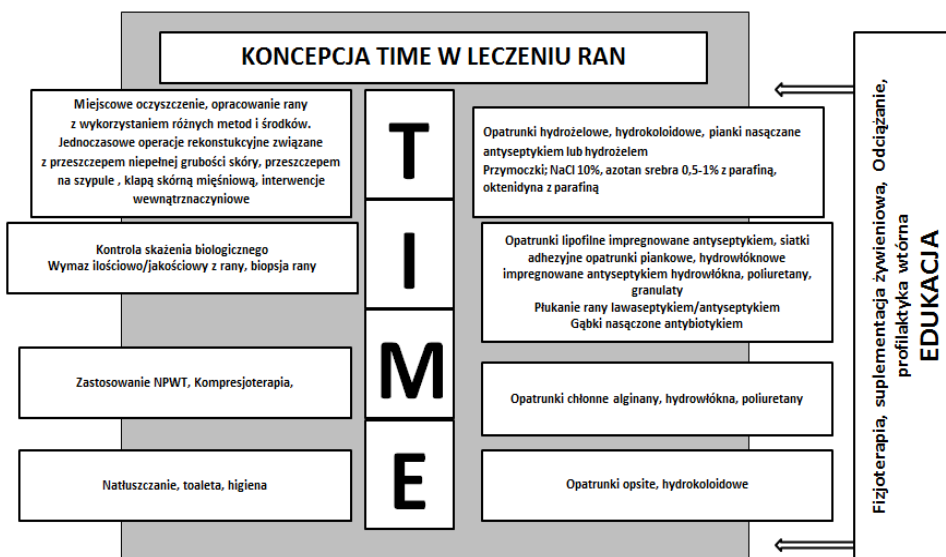 KONCEPCJA TIME W LECZENIU RAN
Miejscowe oczyszczenie, opracowanie rany
z wykorzystaniem różnych metod i środków.
Jednoczasowe operacje rekonstukcyjne związane
z przeszczepem niepełnej grubości skóry, przeszczepem
na szypule , klapą skórną mięśniową, interwencje
wewnątrznaczyniowe
T
Opatrunki hydrożelowe, hydrokoloidowe, pianki nasączane
antyseptykiem lub hydrożelem
Przymoczki; NaCl 10%, azotan srebra 0,5-1% z parafiną,
oktenidyna z parafiną
Kontrola skażenia biologicznego
Wymaz ilościowo/jakościowy z rany, biopsja rany
I
Opatrunki lipofilne impregnowane antyseptykiem, siatki
adhezyjne opatrunki piankowe, hydrowłóknowe
impregnowane antyseptykiem hydrowłókna, poliuretany,
granulaty
Płukanie rany lawaseptykiem/antyseptykiem
Gąbki nasączone antybiotykiem
Zastosowanie NPWT, Kompresjoterapia,
M
Opatrunki chłonne alginany, hydrowłókna, poliuretany
Natłuszczanie, toaleta, higiena
E
Opatrunki opsite, hydrokoloidowe
Fizjoterapia, suplementacja żywieniowa, Odciążanie,
profilaktyka wtórna
EDUKACJA